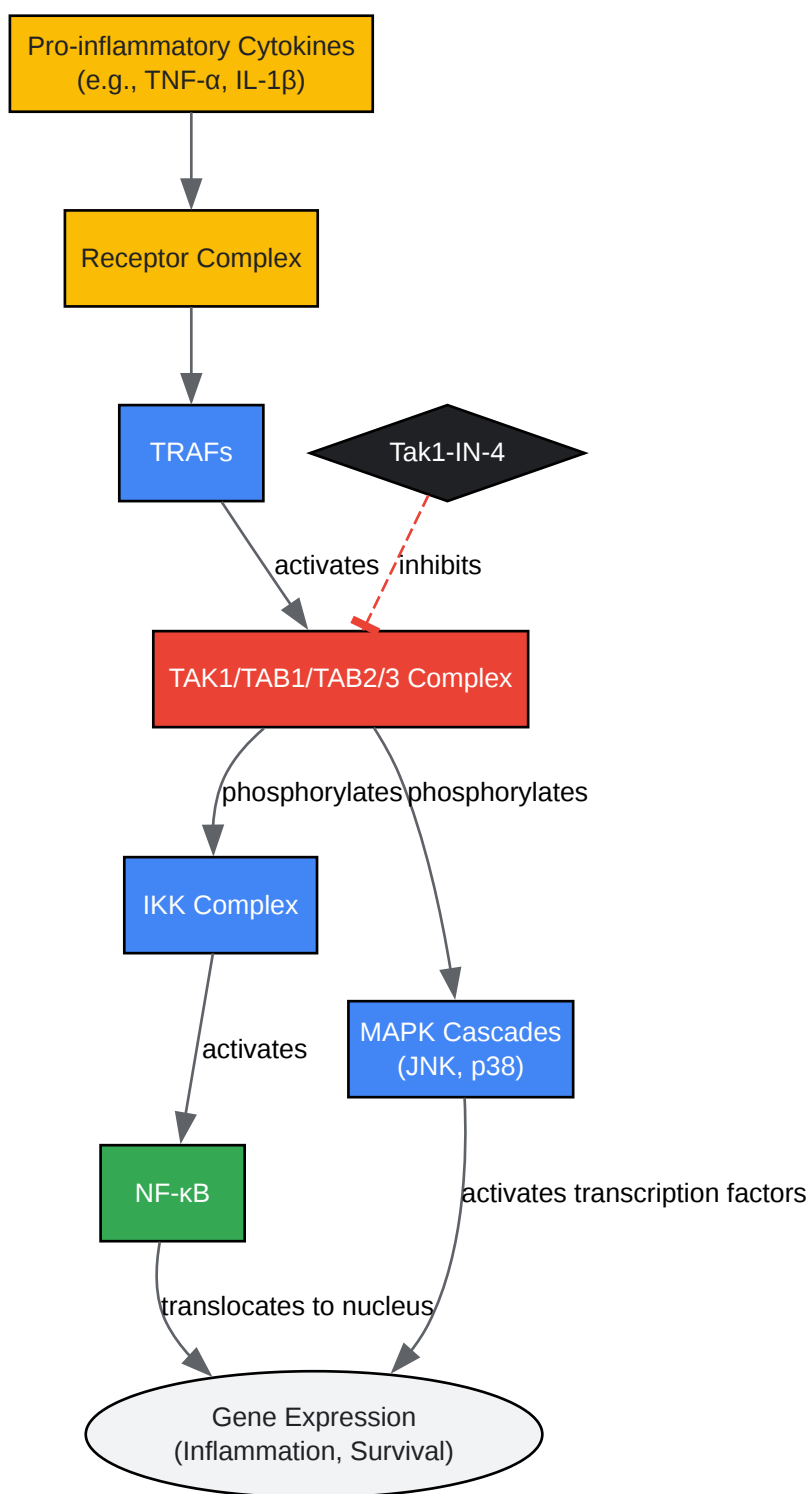 Pro-inflammatory Cytokines
(e.g., TNF-α, IL-1β)
Receptor Complex
TRAFs
Tak1-IN-4
activates
inhibits
TAK1/TAB1/TAB2/3 Complex
phosphorylates
phosphorylates
IKK Complex
MAPK Cascades
(JNK, p38)
activates
NF-κB
activates transcription factors
translocates to nucleus
Gene Expression
(Inflammation, Survival)